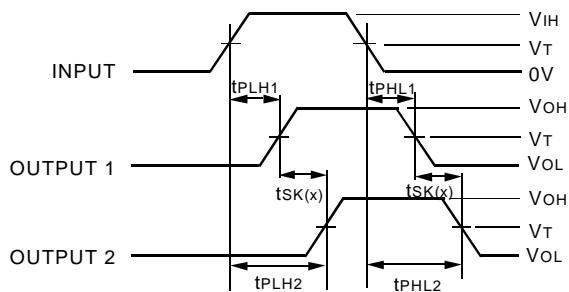 VIH
VT
INPUT
0V
tPLH1
tPHL1
VOH
VT
OUTPUT 1
VOL
tSK(x)
tSK(x)
VOH
VT
OUTPUT 2
VOL
tPLH2
tPHL2